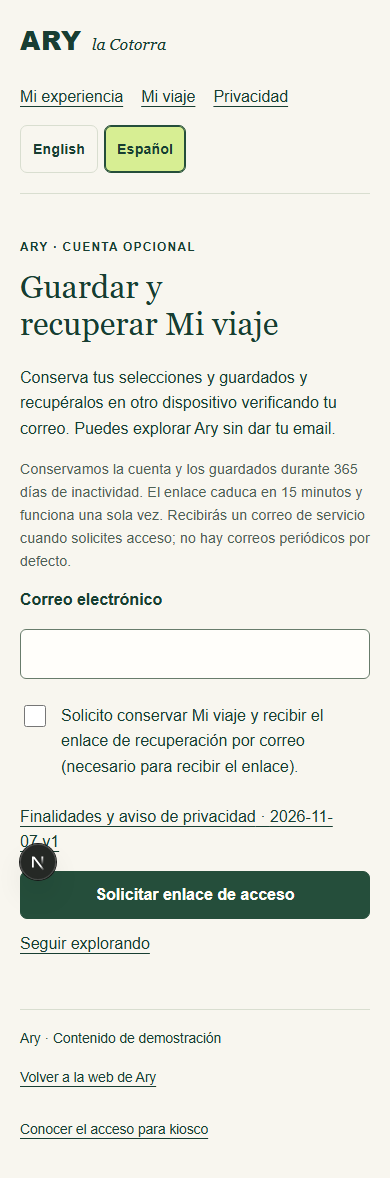 ARY la Cotorra
Mi experiencia Mi viaje Privacidad
English Español
ARY · CUENTA OPCIONAL
Guardar y
recuperar Mi viaje
Conserva tus selecciones y guardados y
recupéralos en otro dispositivo verificando tu
correo. Puedes explorar Ary sin dar tu email.
Conservamos la cuenta y los guardados durante 365
días de inactividad. El enlace caduca en 15 minutos y
funciona una sola vez. Recibirás un correo de servicio
cuando solicites acceso; no hay correos periódicos por
defecto.
Correo electrónico
Solicito conservar Mi viaje y recibir el
enlace de recuperación por correo
(necesario para recibir el enlace).
Finalidades y aviso de privacidad · 2026-11-
07 v1
N
Solicitar enlace de acceso
Seguir explorando
Ary · Contenido de demostración
Volver a la web de Ary
Conocer el acceso para kiosco